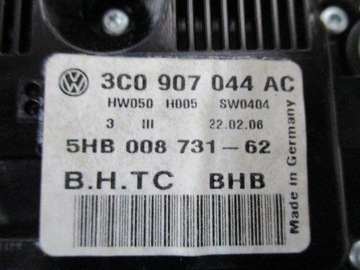 3C0 907 044 AC
HW050 H005 SW0404
3 III 22.02.06
5HB 008 731-62
B.H.TC BHB
Made in Germany